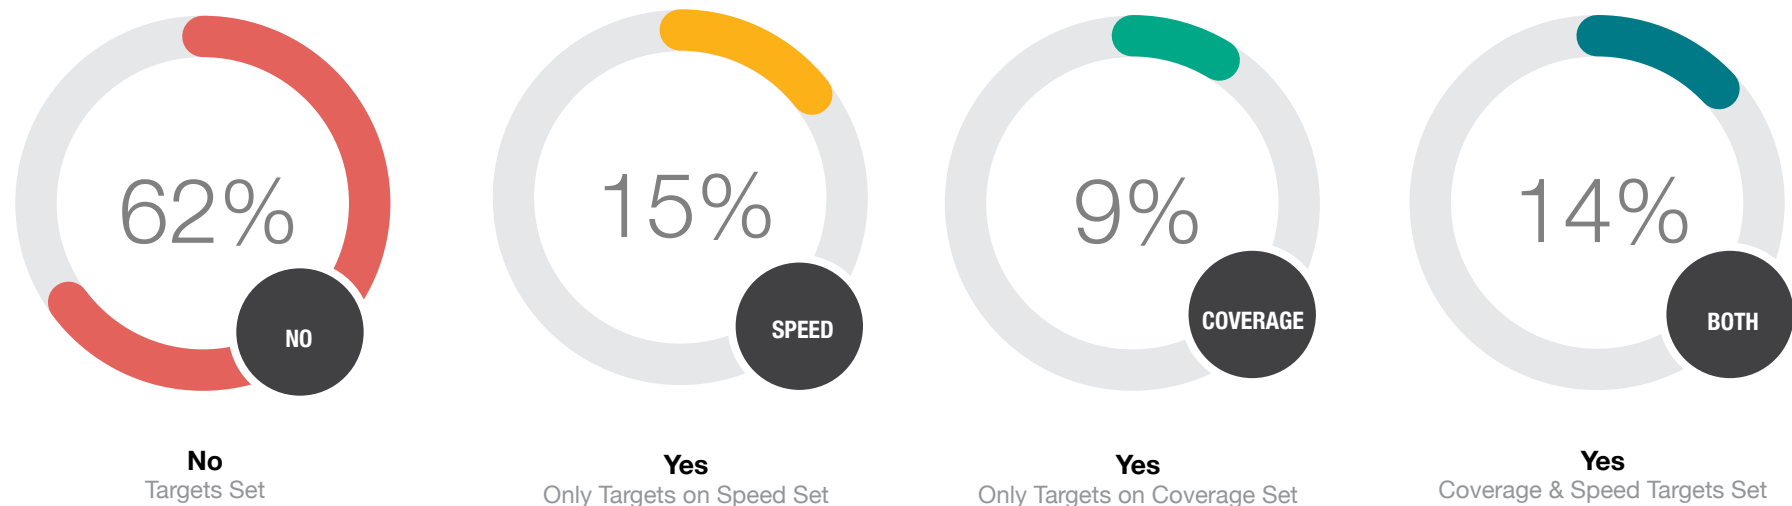 62%
NO
No
Targets Set
15%
SPEED
Yes
Only Targets on Speed Set
9%
COVERAGE
Yes
Only Targets on Coverage Set
14%
BOTH
Yes
Coverage & Speed Targets Set